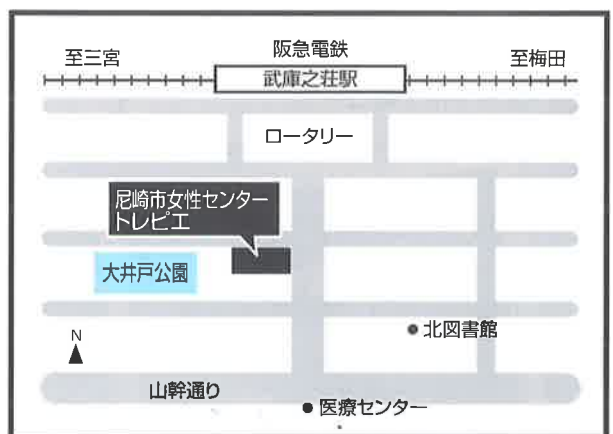 阪急電鉄
至三宮
至梅田
武庫之荘駅
ロータリー
尼崎市女性センター
トレピエ
大井戸公園
北図書館
N
山幹通り
医療センター